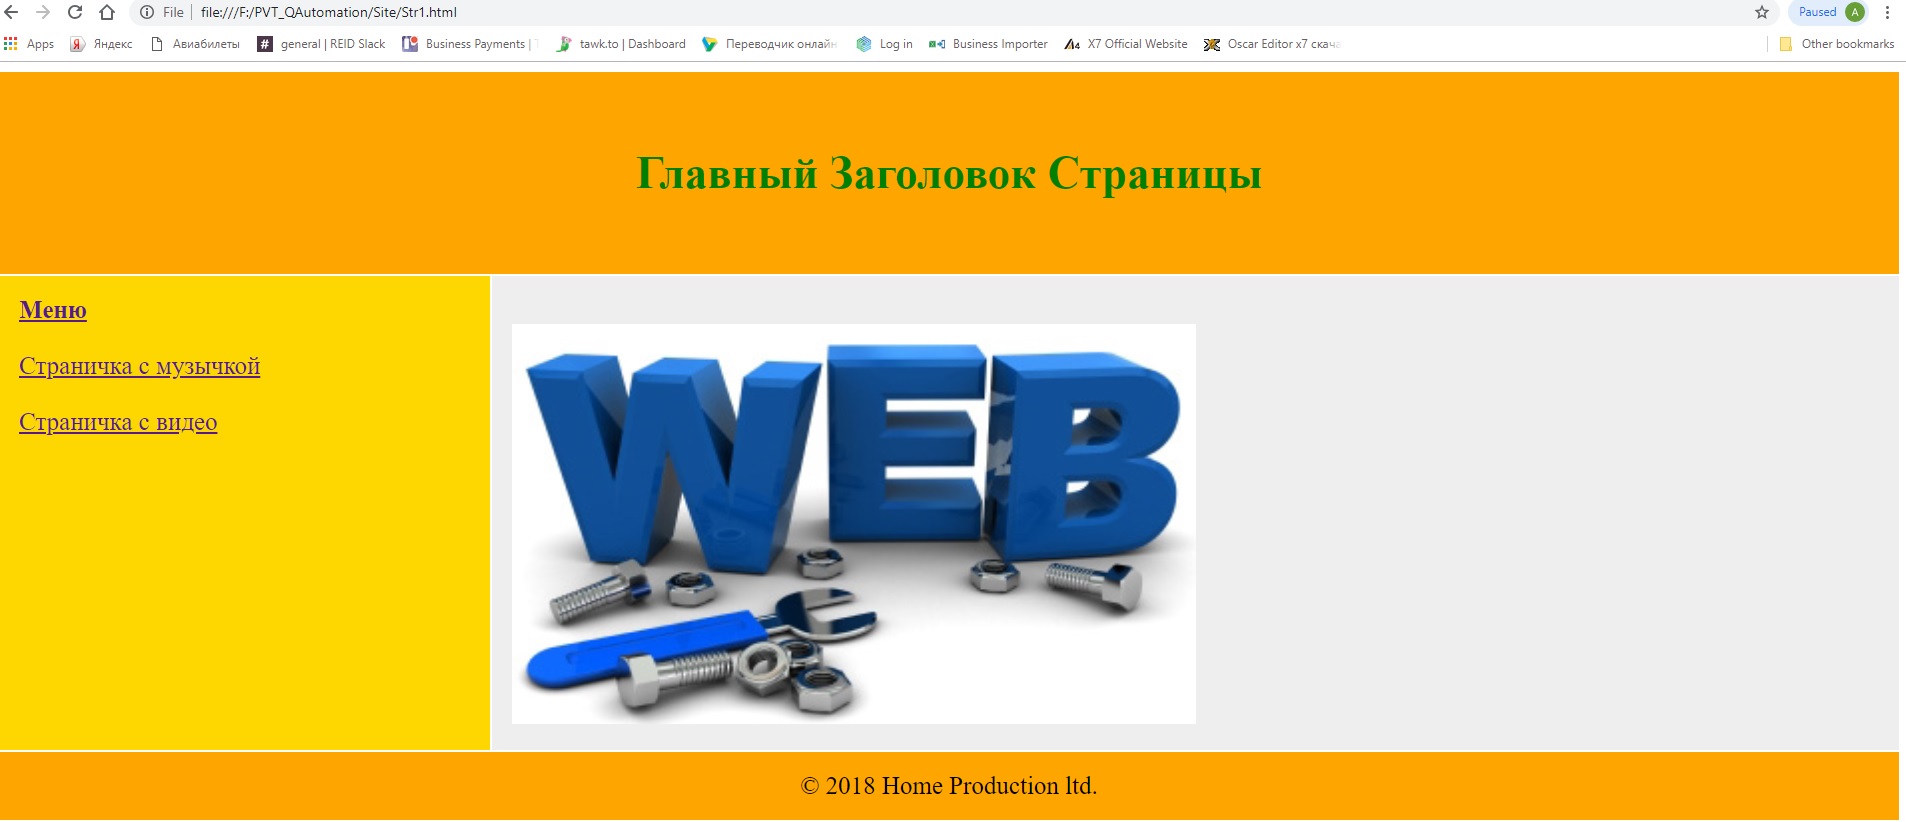 File file:///F:/PVT_QAutomation/Site/Str1.html Paused A
Apps Яндекс Авиабилеты # general | REID Slack Business Payments | tawk.to | Dashboard Переводчик онлайн Log in Business Importer X7 Official Website Oscar Editor x7 скача Other bookmarks
Главный Заголовок Страницы
Меню
Страничка с музычкой
Страничка с видео
WEB
© 2018 Home Production ltd.